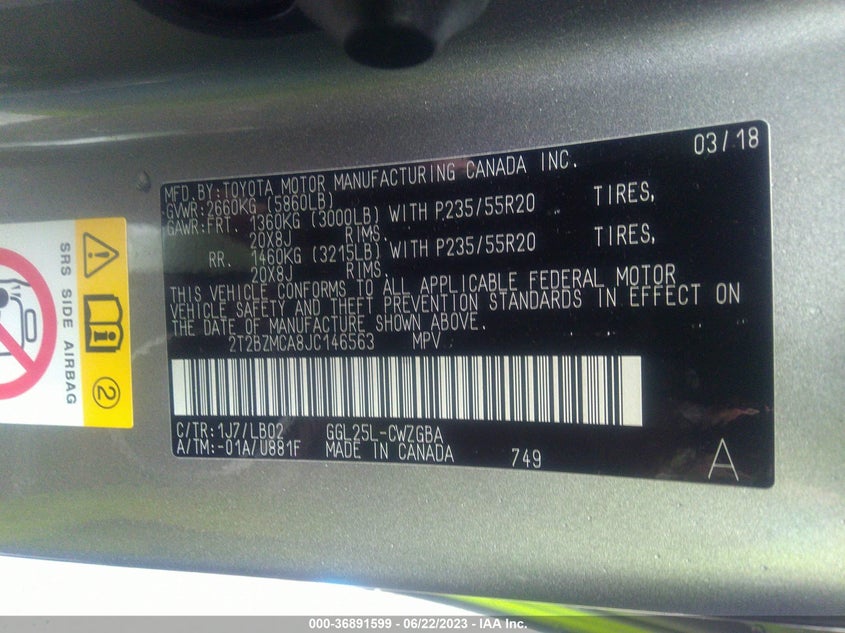 03/18
MFD.BY:TOYOTA MOTOR MANUFACTURING CANADA INC.
GVWR:2660KG (5860LB)
GAWR:FRT. 1360KG (3000LB) WITH P235/55R20 TIRES,
20X8J RIMS.
RR. 1460KG (3215LB) WITH P235/55R20 TIRES,
20X8J RIMS.
THIS VEHICLE CONFORMS TO ALL APPLICABLE FEDERAL MOTOR
VEHICLE SAFETY AND THEFT PREVENTION STANDARDS IN EFFECT ON
THE DATE OF MANUFACTURE SHOWN ABOVE.
2T2BZMCA8JC146563 MPV
C/TR:1J7/LB02 GGL25L-CWZGBA
A/TM:-01A/U881F MADE IN CANADA 749
A
SRS SIDE AIRBAG
2
000-36891599 - 06/22/2023 - IAA Inc.